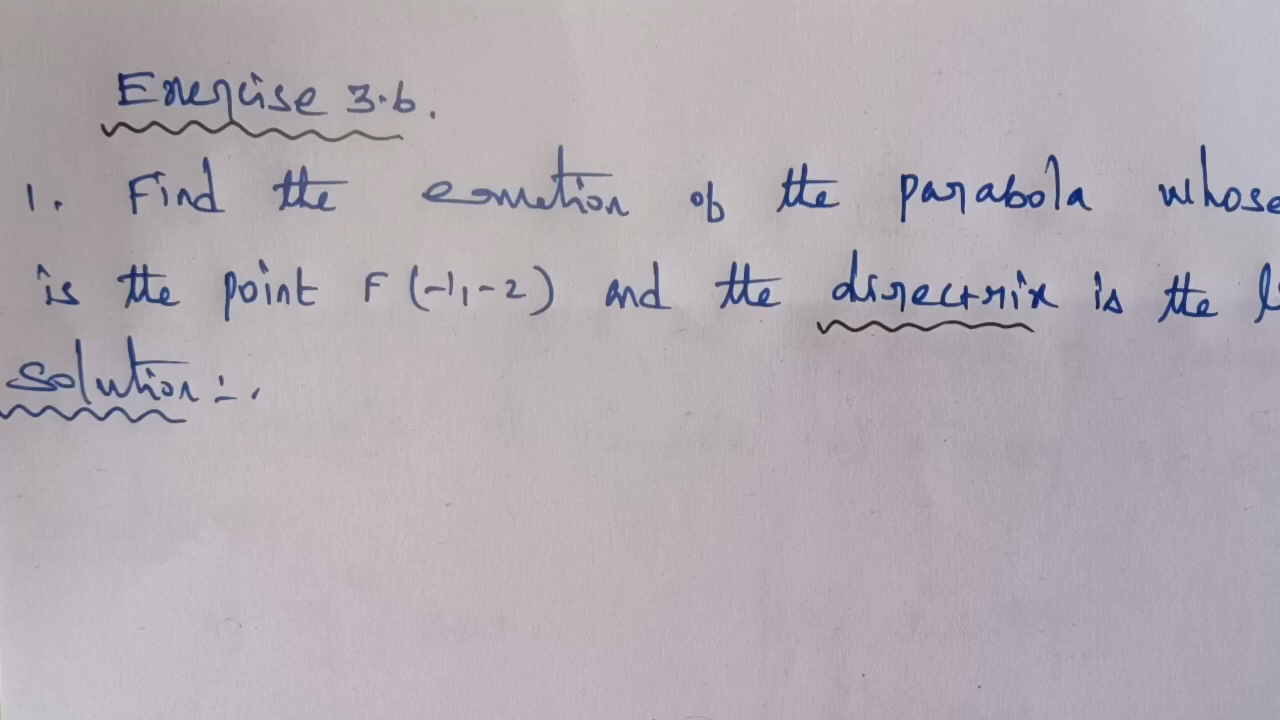 Exercise 3.6.
1. Find the equation of the parabola whose
is the point F (-1, -2) and the directrix is the
solution:-.